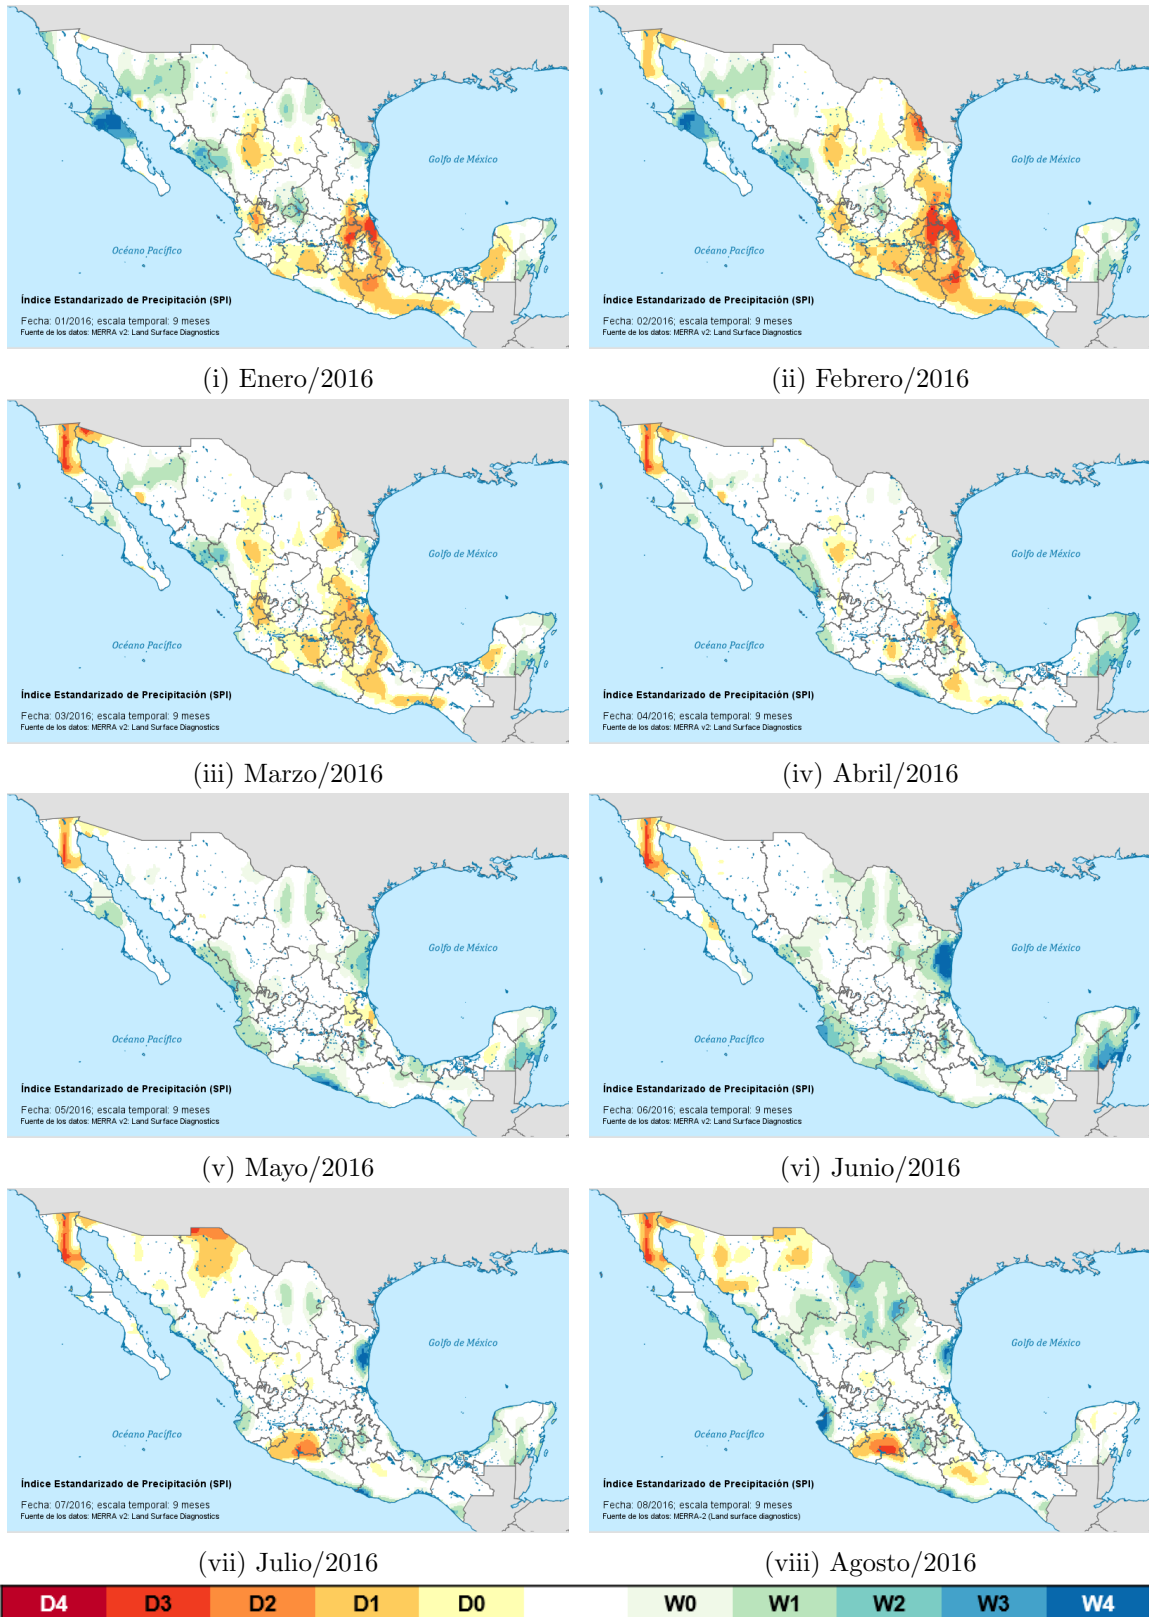 Golfo de México
Océano Pacífico
Índice Estandarizado de Precipitación (SPI)
Fecha: 01/2016; escala temporal: 9 meses
Fuente de los datos: MERRA v2: Land Surface Diagnostics
(i) Enero/2016
Golfo de México
Océano Pacífico
Índice Estandarizado de Precipitación (SPI)
Fecha: 02/2016; escala temporal: 9 meses
Fuente de los datos: MERRA v2: Land Surface Diagnostics
(ii) Febrero/2016
Golfo de México
Océano Pacífico
Índice Estandarizado de Precipitación (SPI)
Fecha: 03/2016; escala temporal: 9 meses
Fuente de los datos: MERRA v2: Land Surface Diagnostics
(iii) Marzo/2016
Golfo de México
Océano Pacífico
Índice Estandarizado de Precipitación (SPI)
Fecha: 04/2016; escala temporal: 9 meses
Fuente de los datos: MERRA v2: Land Surface Diagnostics
(iv) Abril/2016
Golfo de México
Océano Pacífico
Índice Estandarizado de Precipitación (SPI)
Fecha: 05/2016; escala temporal: 9 meses
Fuente de los datos: MERRA v2: Land Surface Diagnostics
(v) Mayo/2016
Golfo de México
Océano Pacífico
Índice Estandarizado de Precipitación (SPI)
Fecha: 06/2016; escala temporal: 9 meses
Fuente de los datos: MERRA v2: Land Surface Diagnostics
(vi) Junio/2016
Golfo de México
Océano Pacífico
Índice Estandarizado de Precipitación (SPI)
Fecha: 07/2016; escala temporal: 9 meses
Fuente de los datos: MERRA v2: Land Surface Diagnostics
(vii) Julio/2016
Golfo de México
Océano Pacífico
Índice Estandarizado de Precipitación (SPI)
Fecha: 08/2016; escala temporal: 9 meses
Fuente de los datos: MERRA-2 (Land surface diagnostics)
(viii) Agosto/2016
D4 D3 D2 D1 D0 W0 W1 W2 W3 W4